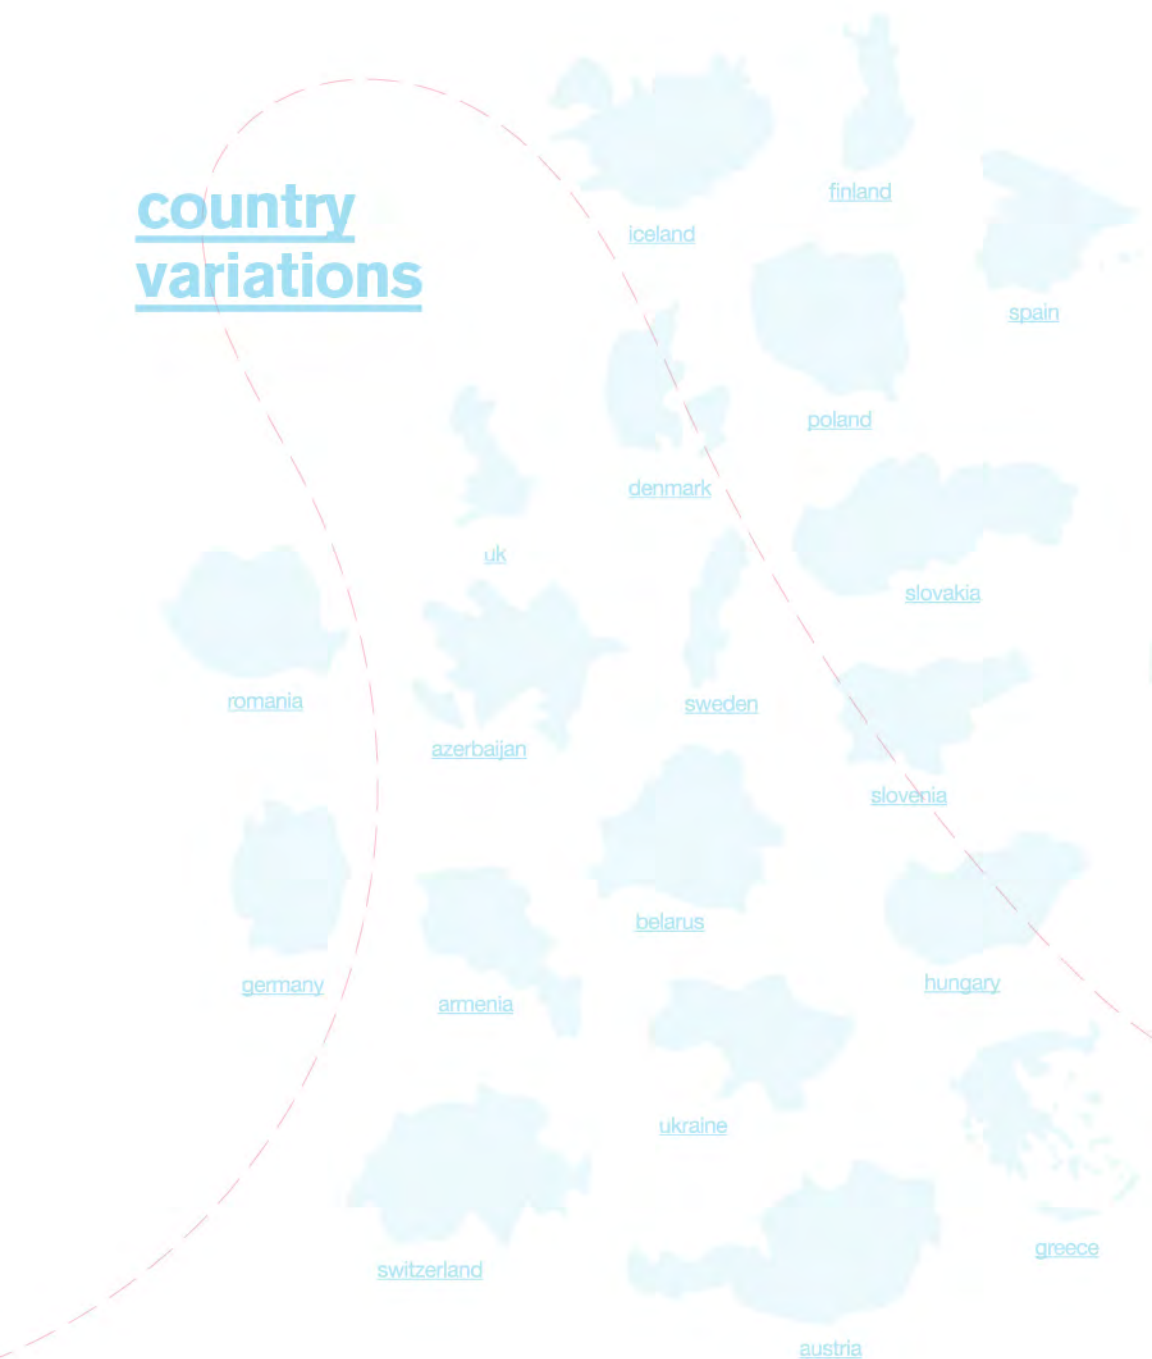 country
variations
iceland
finland
spain
poland
denmark
uk
slovakia
romania
azerbaijan
sweden
slovenia
belarus
germany
armenia
hungary
ukraine
switzerland
greece
austria